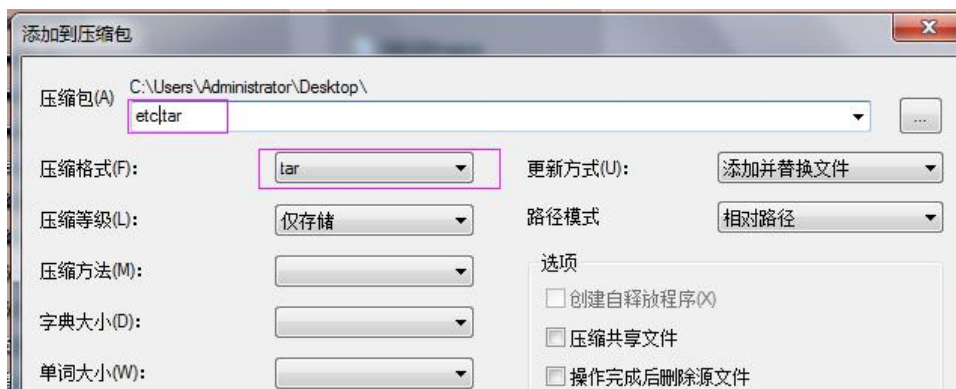 添加到压缩包
压缩包(A)
C:\Users\Administrator\Desktop\
etc.tar
...
压缩格式(F):
tar
更新方式(U):
添加并替换文件
压缩等级(L):
仅存储
路径模式
相对路径
压缩方法(M):
选项
创建自释放程序(X)
字典大小(D):
压缩共享文件
单词大小(W):
操作完成后删除源文件